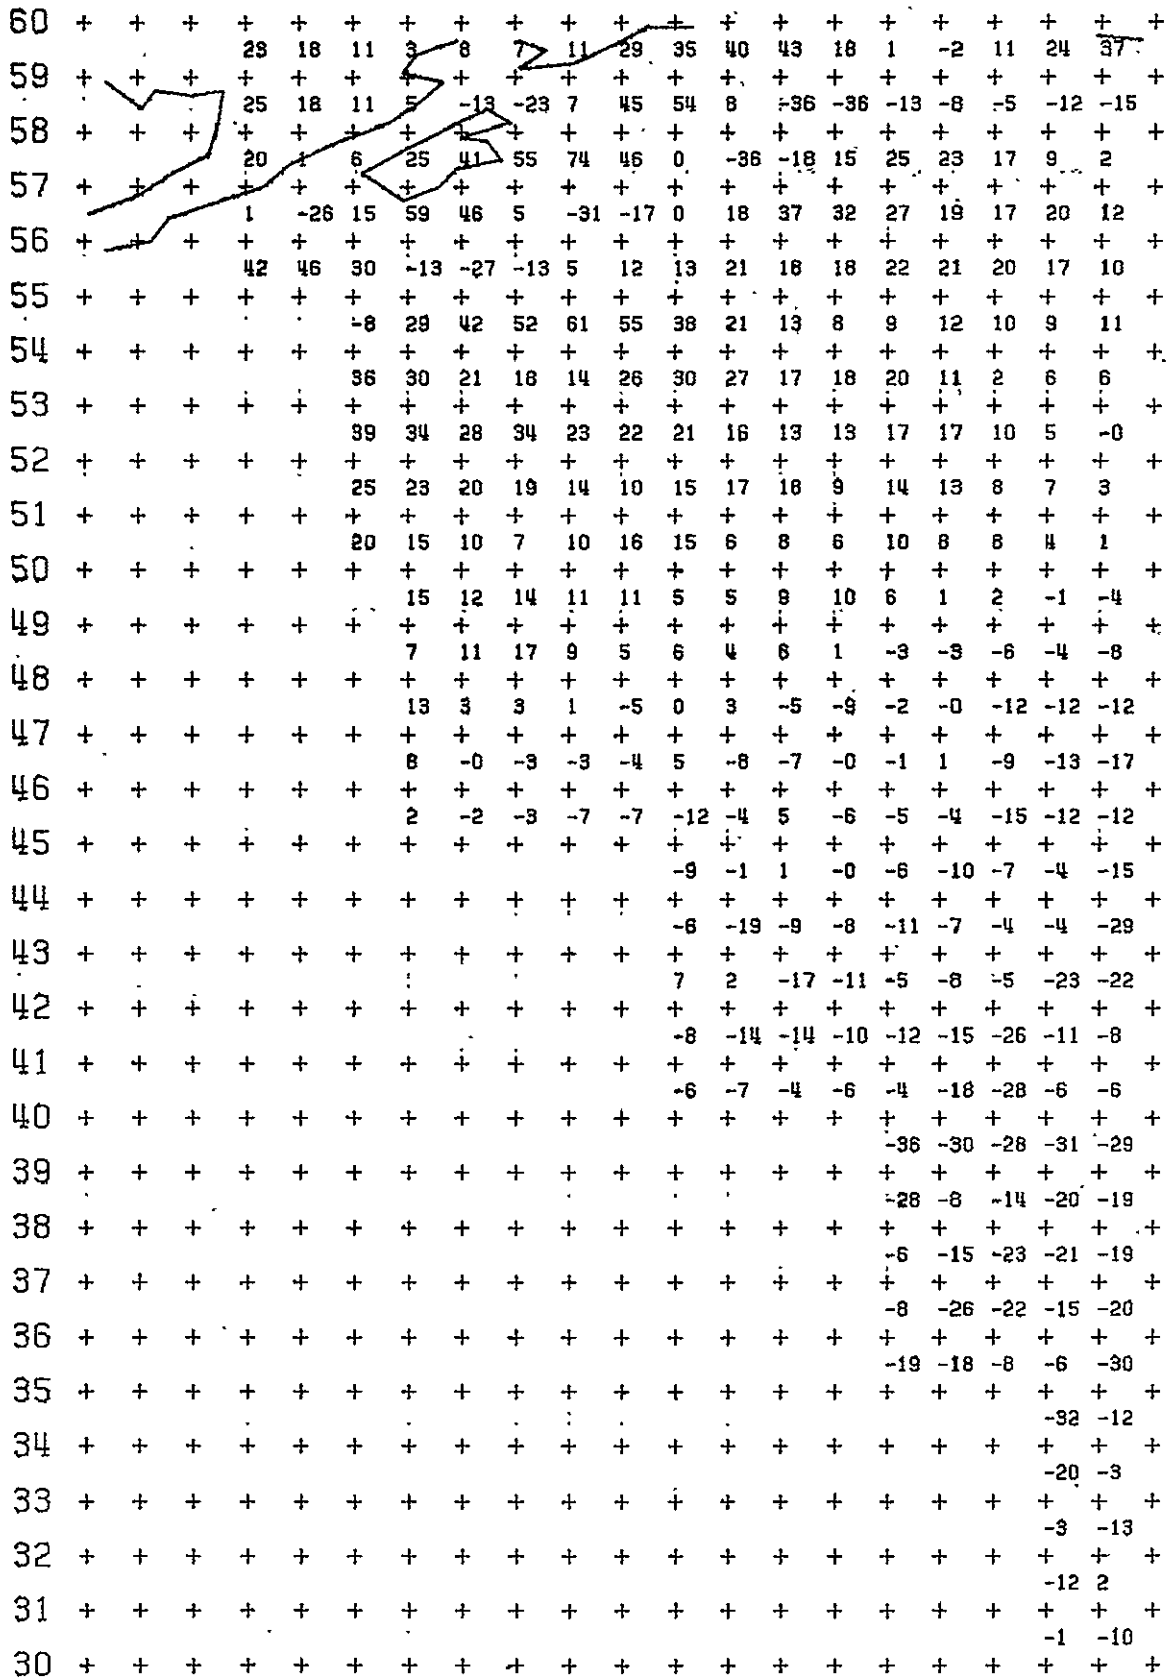 60 + + + + + + + + + + + + + + + + + + + + +
23 18 11 3 8 7 11 29 35 40 43 18 1 -2 11 24 37
59 + + + + + + + + + + + + + + + + + + + + +
25 18 11 5 -13 -23 7 45 54 8 -36 -36 -13 -8 -5 -12 -15
58 + + + + + + + + + + + + + + + + + + + + +
20 1 6 25 41 55 74 46 0 -36 -18 15 25 23 17 9 2
57 + + + + + + + + + + + + + + + + + + + + +
1 -26 15 59 46 5 -31 -17 0 18 37 32 27 19 17 20 12
56 + + + + + + + + + + + + + + + + + + + + +
42 46 30 -13 -27 -13 5 12 13 21 18 18 22 21 20 17 10
55 + + + + + + + + + + + + + + + + + + + + +
-8 29 42 52 61 55 38 21 13 8 9 12 10 9 11
54 + + + + + + + + + + + + + + + + + + + + +
36 30 21 18 14 26 30 27 17 18 20 11 2 6 6
53 + + + + + + + + + + + + + + + + + + + + +
39 34 28 34 23 22 21 16 13 13 17 17 10 5 -0
52 + + + + + + + + + + + + + + + + + + + + +
25 23 20 19 14 10 15 17 18 9 14 13 8 7 3
51 + + + + + + + + + + + + + + + + + + + + +
20 15 10 7 10 16 15 6 8 6 10 8 8 4 1
50 + + + + + + + + + + + + + + + + + + + + +
15 12 14 11 11 5 5 9 10 6 1 2 -1 -4
49 + + + + + + + + + + + + + + + + + + + + +
7 11 17 9 5 6 4 6 1 -3 -3 -6 -4 -8
48 + + + + + + + + + + + + + + + + + + + + +
13 3 3 1 -5 0 3 -5 -9 -2 -0 -12 -12 -12
47 + + + + + + + + + + + + + + + + + + + + +
8 -0 -3 -3 -4 5 -8 -7 -0 -1 1 -9 -13 -17
46 + + + + + + + + + + + + + + + + + + + + +
2 -2 -3 -7 -7 -12 -4 5 -6 -5 -4 -15 -12 -12
45 + + + + + + + + + + + + + + + + + + + + +
-9 -1 1 -0 -6 -10 -7 -4 -15
44 + + + + + + + + + + + + + + + + + + + + +
-6 -19 -9 -8 -11 -7 -4 -4 -29
43 + + + + + + + + + + + + + + + + + + + + +
7 2 -17 -11 -5 -8 -5 -23 -22
42 + + + + + + + + + + + + + + + + + + + + +
-8 -14 -14 -10 -12 -15 -26 -11 -8
41 + + + + + + + + + + + + + + + + + + + + +
-6 -7 -4 -6 -4 -18 -28 -6 -6
40 + + + + + + + + + + + + + + + + + + + + +
-36 -30 -28 -31 -29
39 + + + + + + + + + + + + + + + + + + + + +
-28 -8 -14 -20 -19
38 + + + + + + + + + + + + + + + + + + + + +
-6 -15 -23 -21 -19
37 + + + + + + + + + + + + + + + + + + + + +
-8 -26 -22 -15 -20
36 + + + + + + + + + + + + + + + + + + + + +
-19 -18 -8 -6 -30
35 + + + + + + + + + + + + + + + + + + + + +
-32 -12
34 + + + + + + + + + + + + + + + + + + + + +
-20 -3
33 + + + + + + + + + + + + + + + + + + + + +
-3 -13
32 + + + + + + + + + + + + + + + + + + + + +
-12 2
31 + + + + + + + + + + + + + + + + + + + + +
-1 -10
30 + + + + + + + + + + + + + + + + + + + + +